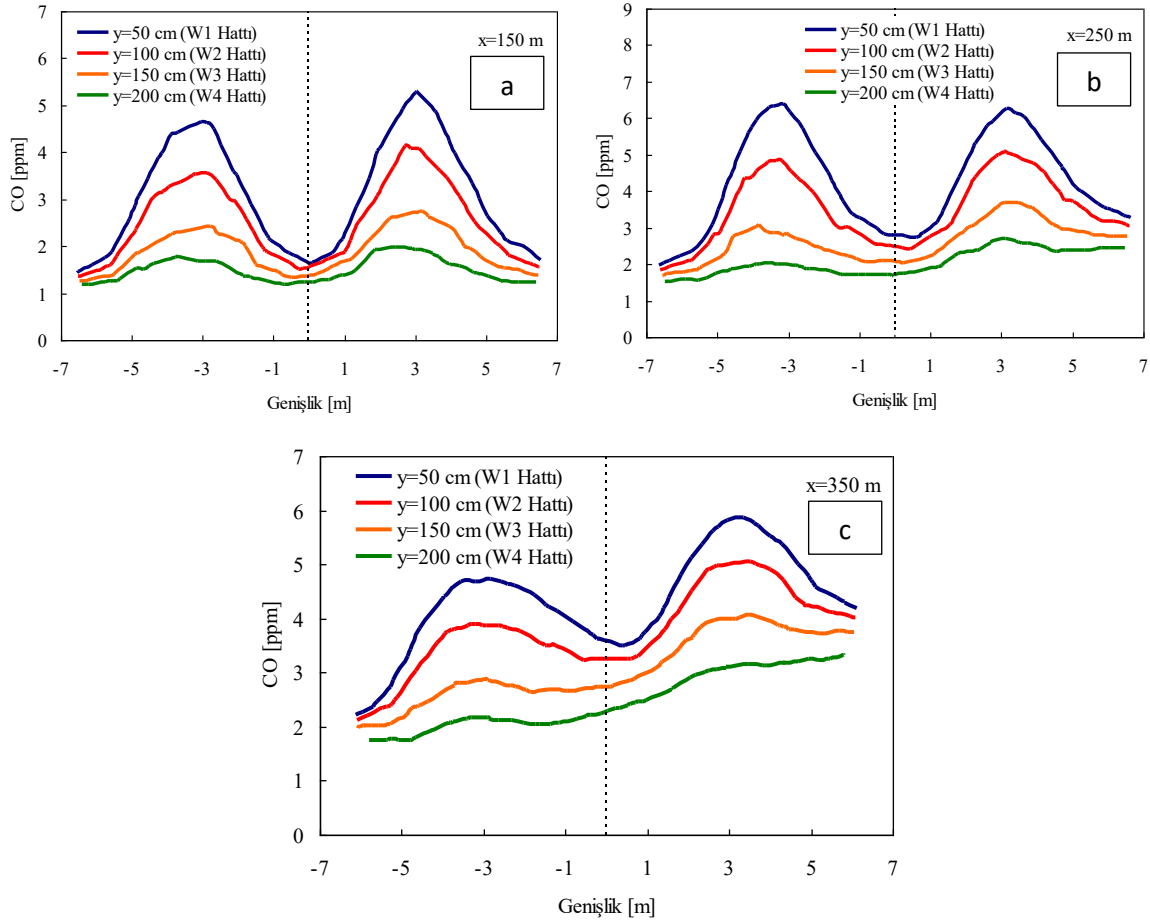 7
6
5
4
3
2
1
0
CO [ppm]
y=50 cm (W1 Hattı)
y=100 cm (W2 Hattı)
y=150 cm (W3 Hattı)
y=200 cm (W4 Hattı)
x=150 m
a
-7 -5 -3 -1 1 3 5 7
Genişlik [m]
9
8
7
6
5
4
3
2
1
0
CO [ppm]
y=50 cm (W1 Hattı)
y=100 cm (W2 Hattı)
y=150 cm (W3 Hattı)
y=200 cm (W4 Hattı)
x=250 m
b
-7 -5 -3 -1 1 3 5 7
Genişlik [m]
7
6
5
4
3
2
1
0
CO [ppm]
y=50 cm (W1 Hattı)
y=100 cm (W2 Hattı)
y=150 cm (W3 Hattı)
y=200 cm (W4 Hattı)
x=350 m
c
-7 -5 -3 -1 1 3 5 7
Genişlik [m]